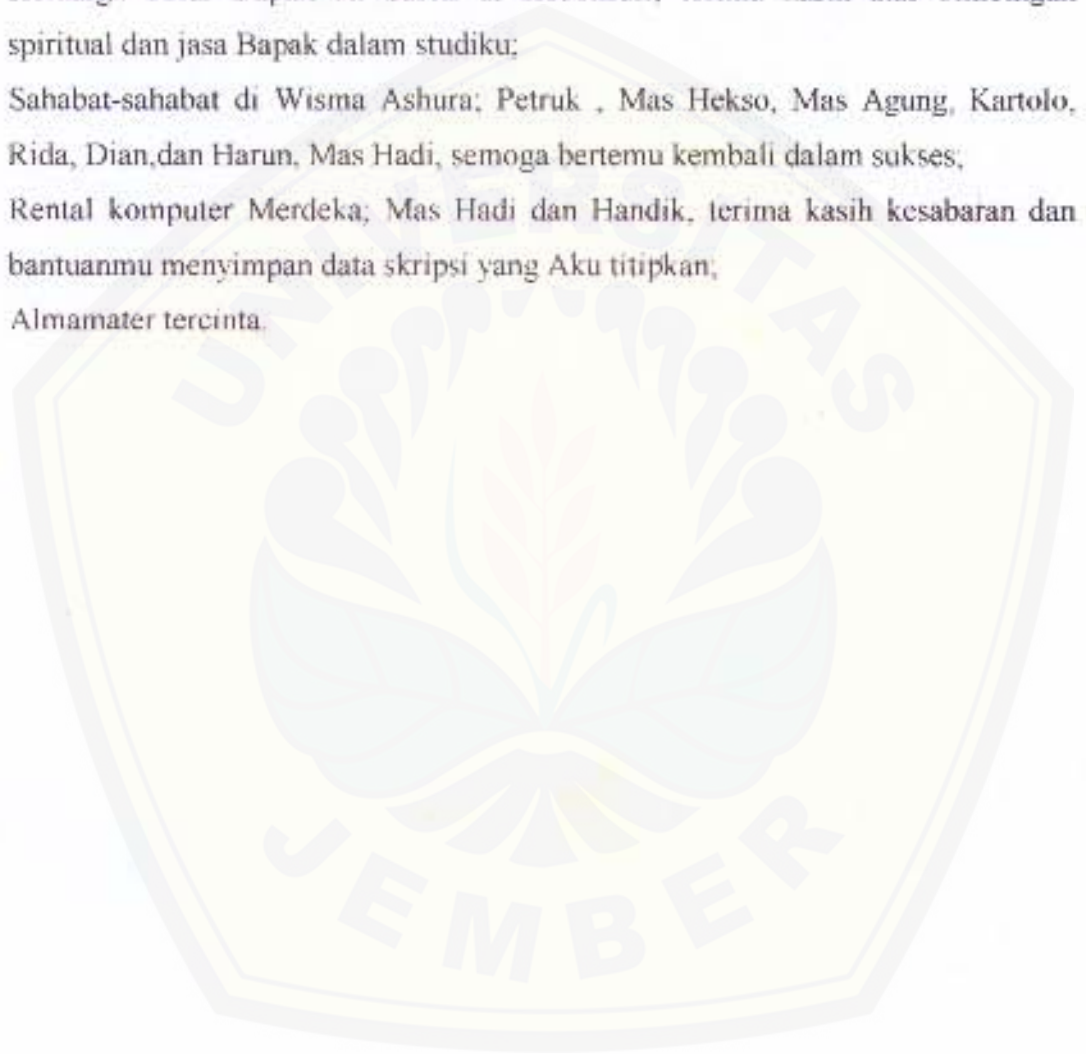 spiritual dan jasa Bapak dalam studiku;
Sahabat-sahabat di Wisma Ashura; Petruk , Mas Hekso, Mas Agung, Kartolo,
Rida, Dian,dan Harun, Mas Hadi, semoga bertemu kembali dalam sukses;
Rental komputer Merdeka; Mas Hadi dan Handik, terima kasih kesabaran dan
bantuanmu menyimpan data skripsi yang Aku titipkan;
Almamater tercinta.
UNIVERSITAS
JEMBER